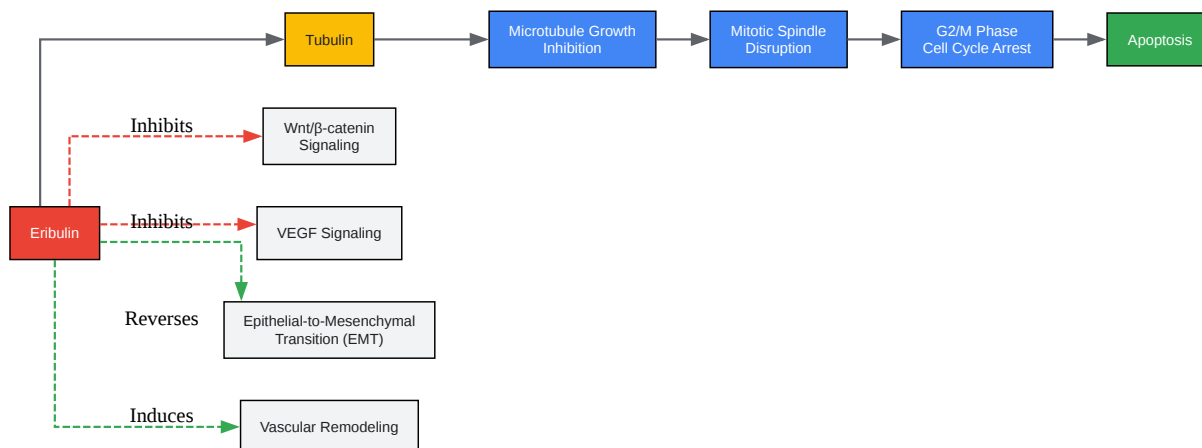 Tubulin
Microtubule Growth
Inhibition
Mitotic Spindle
Disruption
G2/M Phase
Cell Cycle Arrest
Apoptosis
Inhibits
Wnt/β-catenin
Signaling
Eribulin
Inhibits
VEGF Signaling
Reverses
Epithelial-to-Mesenchymal
Transition (EMT)
Induces
Vascular Remodeling